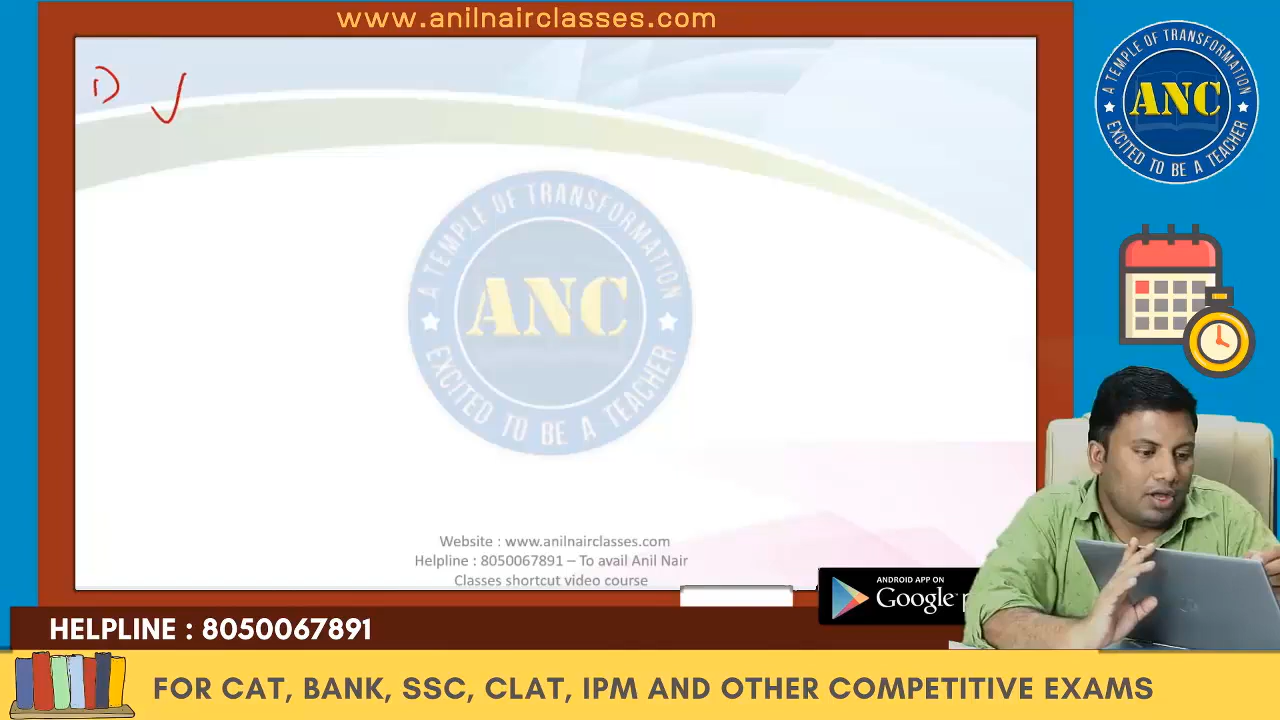 www.anilnairclasses.com
1)
A TEMPLE OF TRANSFORMATION
ANC
EXCITED TO BE A TEACHER
A TEMPLE OF TRANSFORMATION
ANC
EXCITED TO BE A TEACHER
Website : www.anilnairclasses.com
Helpline : 8050067891 – To avail Anil Nair
Classes shortcut video course
ANDROID APP ON
Google
HELPLINE : 8050067891
FOR CAT, BANK, SSC, CLAT, IPM AND OTHER COMPETITIVE EXAMS